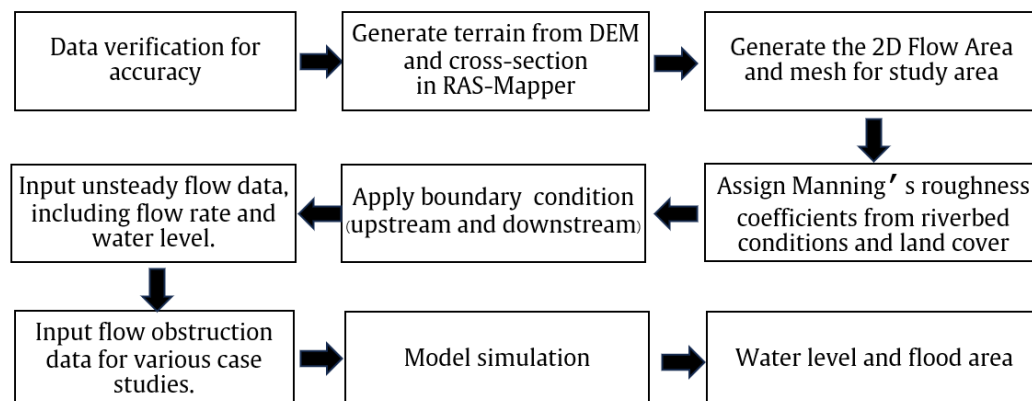 Data verification for
accuracy
Generate terrain from DEM
and cross-section
in RAS-Mapper
Generate the 2D Flow Area
and mesh for study area
Assign Manning′ s roughness
coefficients from riverbed
conditions and land cover
Apply boundary condition
(upstream and downstream)
Input unsteady flow data,
including flow rate and
water level.
Input flow obstruction
data for various case
studies.
Model simulation
Water level and flood area